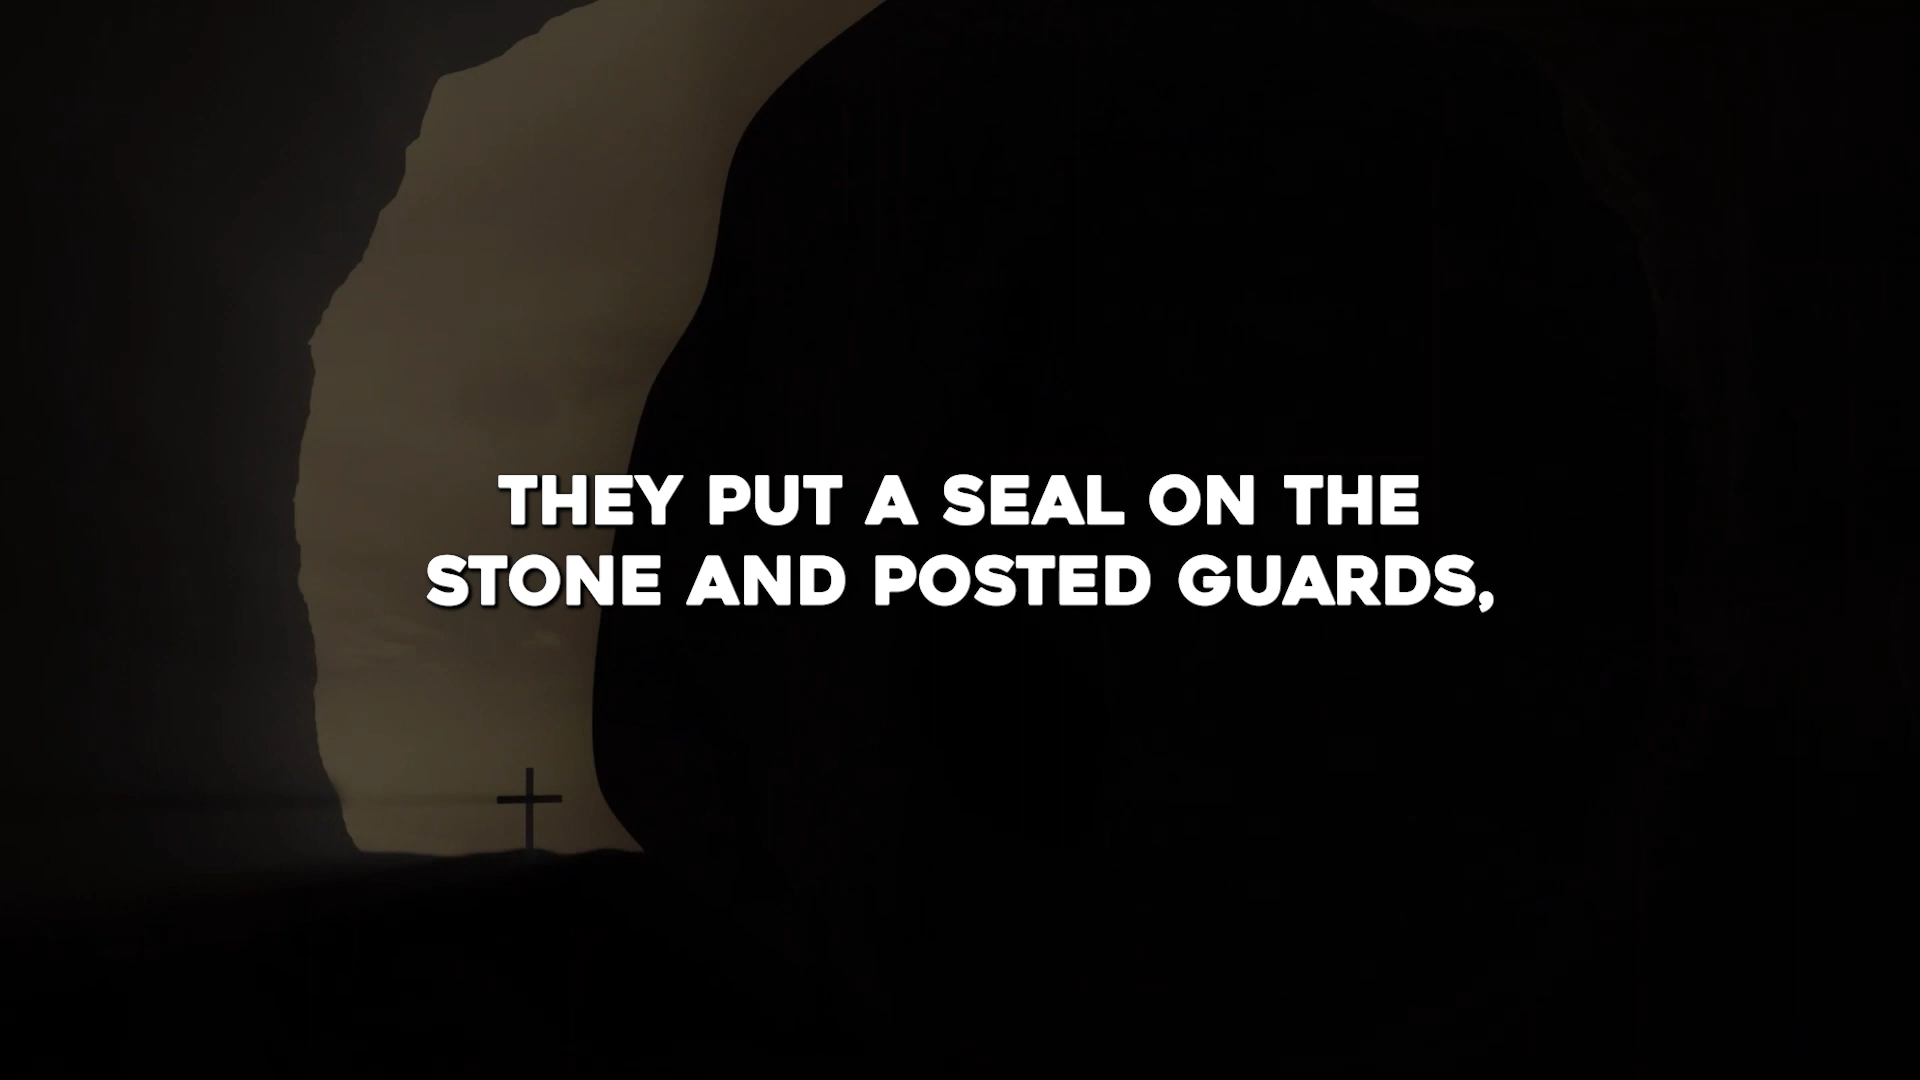 THEY PUT A SEAL ON THE
STONE AND POSTED GUARDS,